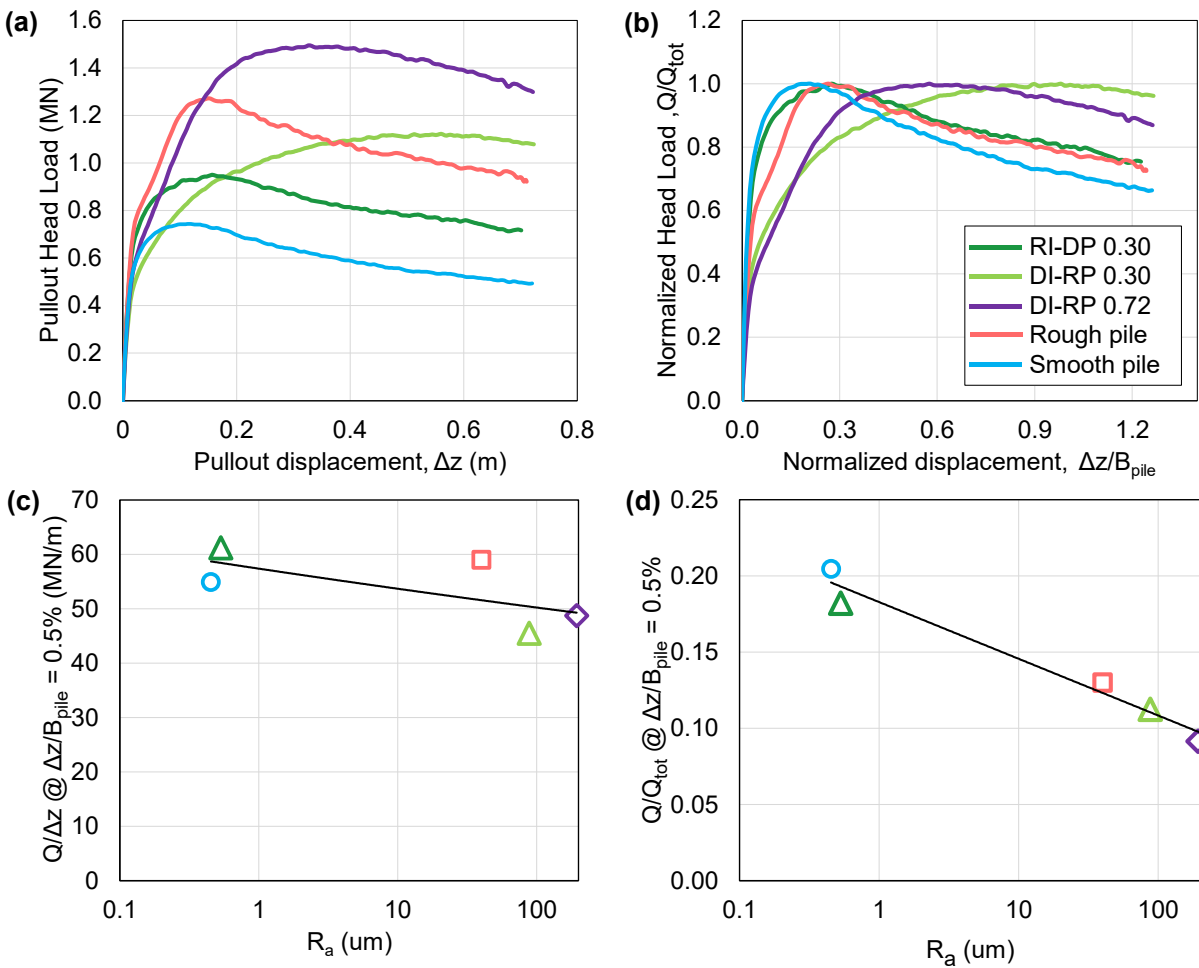 (a)
Pullout Head Load (MN)
1.6
1.4
1.2
1.0
0.8
0.6
0.4
0.2
0.0
0
0.2
0.4
0.6
0.8
Pullout displacement, Δz (m)
(b)
Normalized Head Load ,Q/Q_tot
1.2
1.0
0.8
0.6
0.4
0.2
0.0
0.0
0.3
0.6
0.9
1.2
Normalized displacement, Δz/B_pile
RI-DP 0.30
DI-RP 0.30
DI-RP 0.72
Rough pile
Smooth pile
(c)
Q/Δz @ Δz/B_pile = 0.5% (MN/m)
70
60
50
40
30
20
10
0
0.1
1
10
100
R_a (um)
(d)
Q/Q_tot @ Δz/B_pile = 0.5%
0.25
0.20
0.15
0.10
0.05
0.00
0.1
1
10
100
R_a (um)